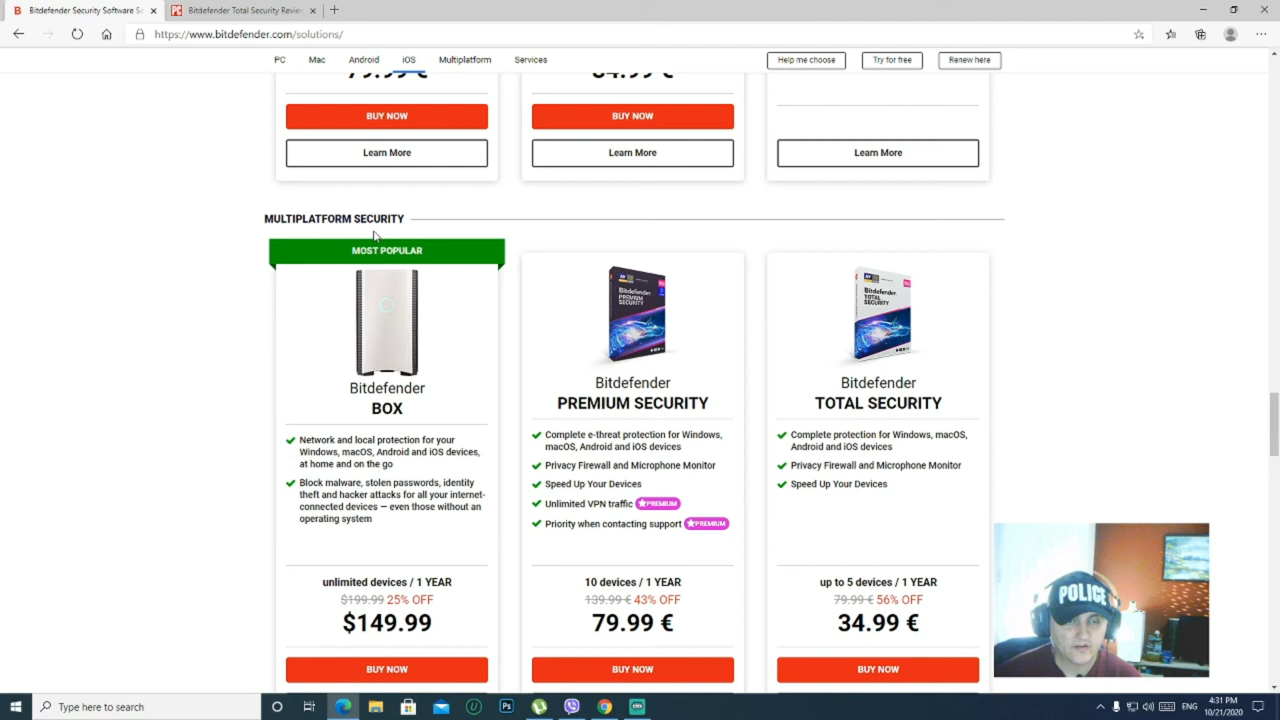 Bitdefender Security Software So
Bitdefender Total Security Review
https://www.bitdefender.com/solutions/
PC
Mac
Android
iOS
Multiplatform
Services
Help me choose
Try for free
Renew here
BUY NOW
BUY NOW
Learn More
Learn More
Learn More
MULTIPLATFORM SECURITY
MOST POPULAR
Bitdefender
BOX
Network and local protection for your
Windows, macOS, Android and iOS devices,
at home and on the go
Block malware, stolen passwords, identity
theft and hacker attacks for all your internet-
connected devices — even those without an
operating system
unlimited devices / 1 YEAR
$199.99 25% OFF
$149.99
BUY NOW
Bitdefender
PREMIUM
SECURITY
Bitdefender
PREMIUM SECURITY
Complete e-threat protection for Windows,
macOS, Android and iOS devices
Privacy Firewall and Microphone Monitor
Speed Up Your Devices
Unlimited VPN traffic PREMIUM
Priority when contacting support PREMIUM
10 devices / 1 YEAR
139.99 € 43% OFF
79.99 €
BUY NOW
Bitdefender
TOTAL
SECURITY
Bitdefender
TOTAL SECURITY
Complete protection for Windows, macOS,
Android and iOS devices
Privacy Firewall and Microphone Monitor
Speed Up Your Devices
up to 5 devices / 1 YEAR
79.99 € 56% OFF
34.99 €
BUY NOW
POLICE
Type here to search
ENG
4:31 PM
10/21/2020